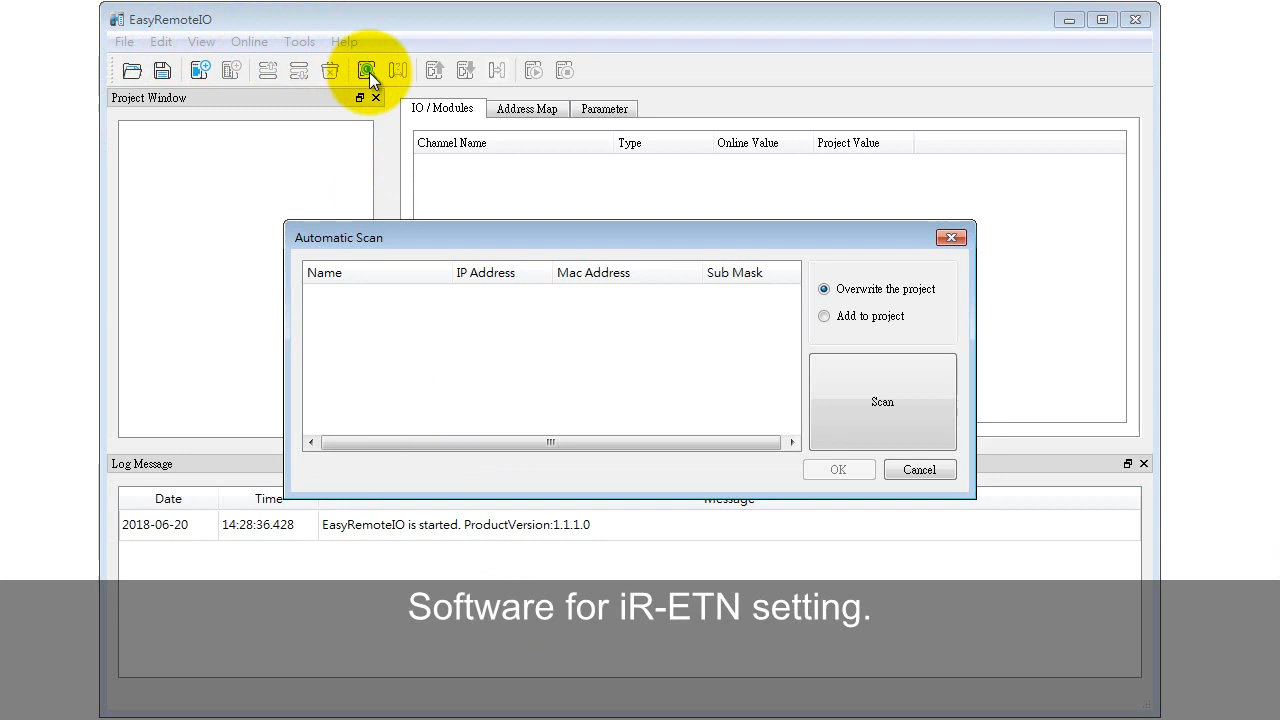 EasyRemoteIO
File Edit View Online Tools Help
Project Window
IO / Modules Address Map Parameter
Channel Name Type Online Value Project Value
Automatic Scan
Name IP Address Mac Address Sub Mask
Overwrite the project
Add to project
Scan
OK Cancel
Log Message
Date Time Message
2018-06-20 14:28:36.428 EasyRemoteIO is started. ProductVersion:1.1.1.0
Software for iR-ETN setting.